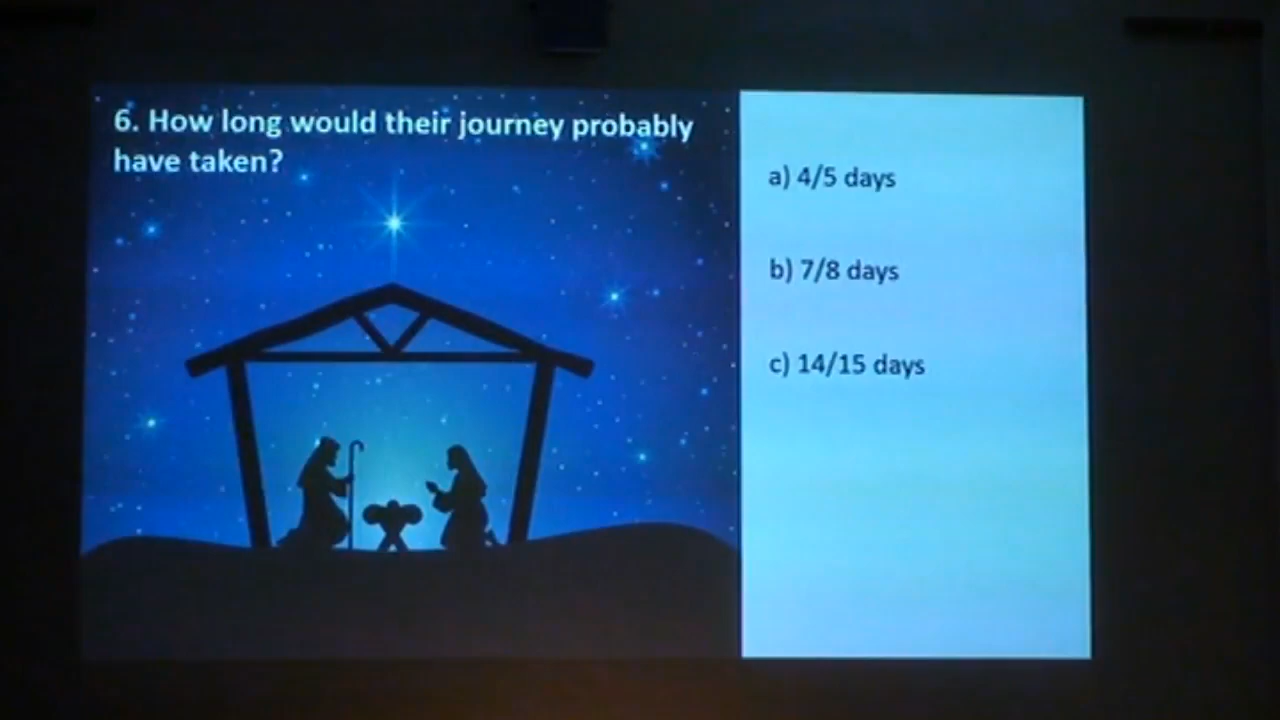 6. How long would their journey probably
have taken?
a) 4/5 days
b) 7/8 days
c) 14/15 days